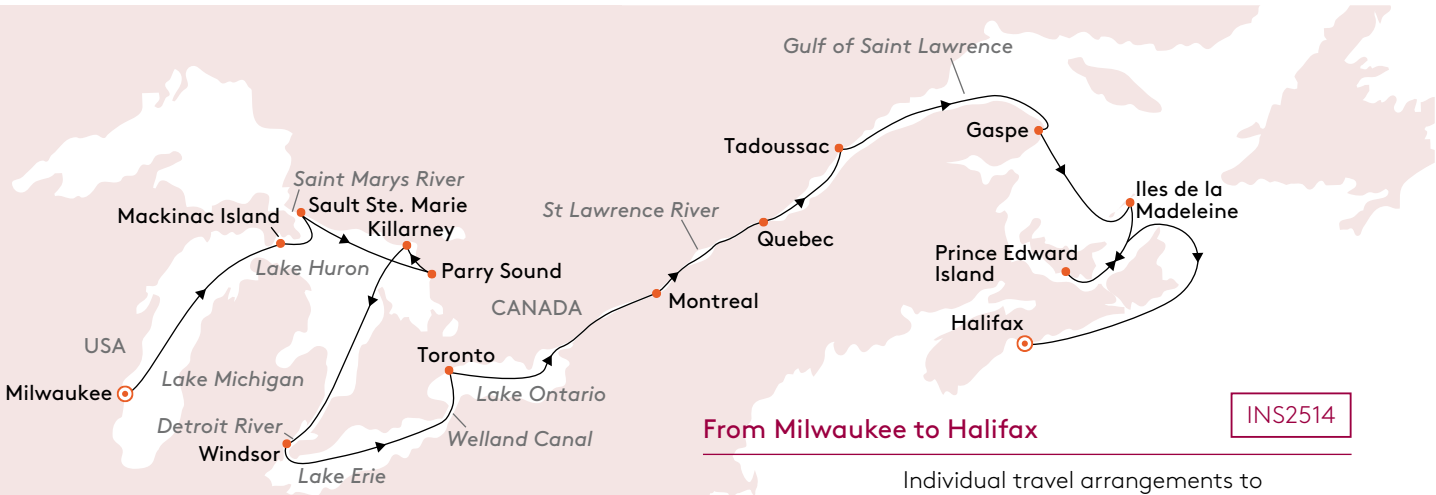 Gulf of Saint Lawrence
Gaspe
Tadoussac
Saint Marys River
Sault Ste. Marie
Mackinac Island
Killarney
St Lawrence River
Iles de la
Madeleine
Quebec
Prince Edward
Island
Lake Huron
Parry Sound
CANADA
Montreal
Halifax
USA
Toronto
Milwaukee
Lake Michigan
Lake Ontario
Detroit River
Welland Canal
Windsor
Lake Erie
From Milwaukee to Halifax
INS2514
Individual travel arrangements to